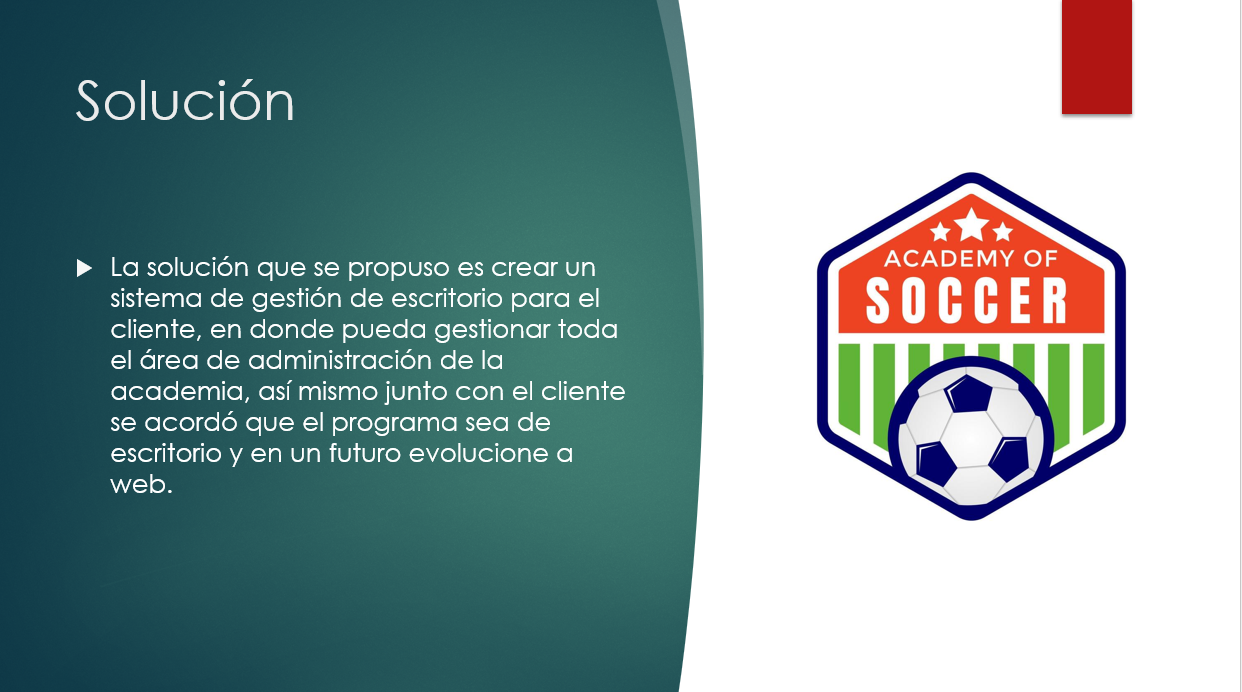 Solución
La solución que se propuso es crear un
sistema de gestión de escritorio para el
cliente, en donde pueda gestionar toda
el área de administración de la
academia, así mismo junto con el cliente
se acordó que el programa sea de
escritorio y en un futuro evolucione a
web.
ACADEMY OF
SOCCER